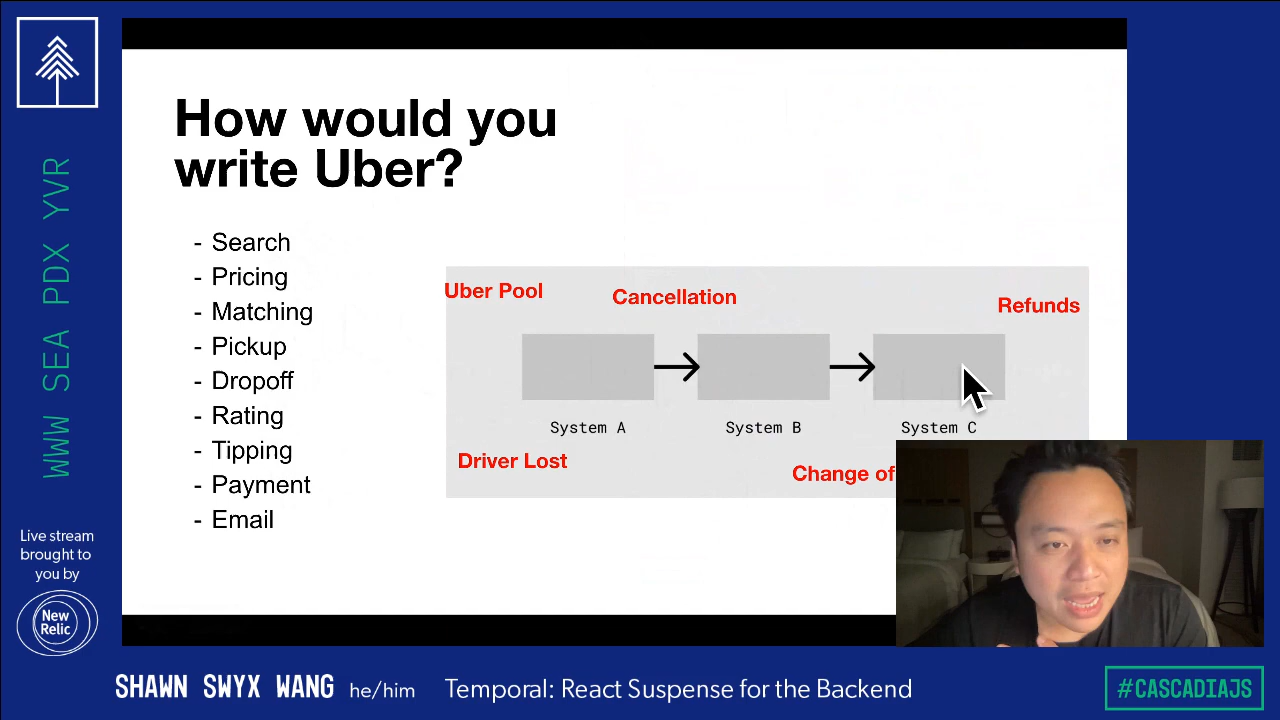 How would you
write Uber?
- Search
- Pricing
- Matching
- Pickup
- Dropoff
- Rating
- Tipping
- Payment
- Email
Uber Pool
Cancellation
Refunds
System A
System B
System C
Driver Lost
Change of
WWW SEA PDX YVR
Live stream
brought to
you by
New
Relic
SHAWN SWYX WANG he/him
Temporal: React Suspense for the Backend
#CASCADIAJS